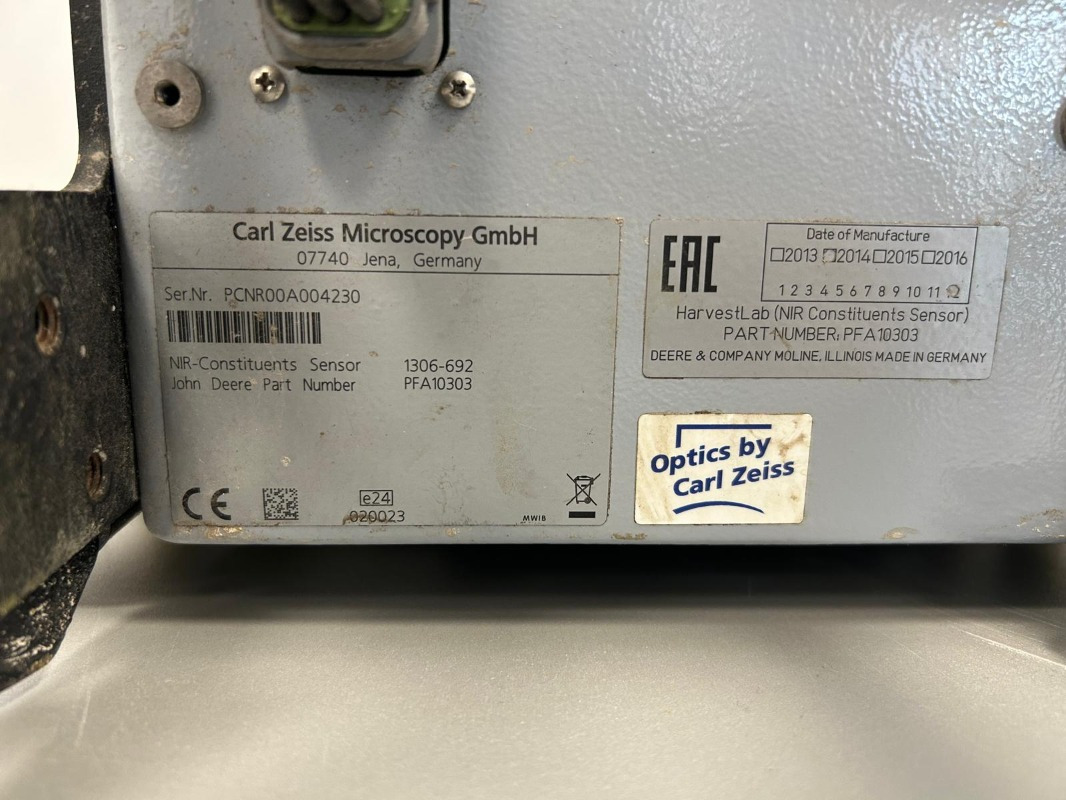 Carl Zeiss Microscopy GmbH
07740 Jena, Germany
Ser.Nr. PCNR00A004230
NIR-Constituents Sensor 1306-692
John Deere Part Number PFA10303
CE
e24
020023
MWIB
EAC
Date of Manufacture
☐2013 ☐2014 ☐2015 ☐2016
1 2 3 4 5 6 7 8 9 10 11 12
HarvestLab (NIR Constituents Sensor)
PART NUMBER: PFA10303
DEERE & COMPANY MOLINE, ILLINOIS MADE IN GERMANY
Optics by
Carl Zeiss